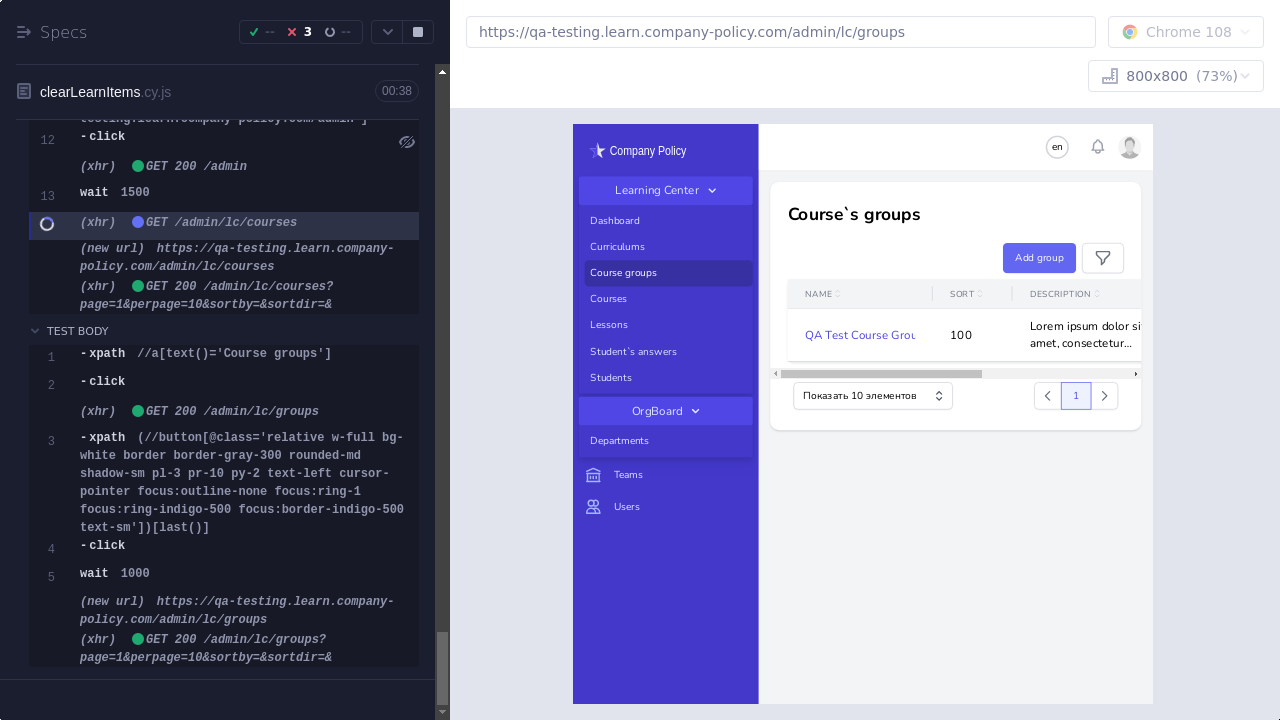 Specs
-- 3 --
clearLearnItems.cy.js 00:38
testing.learn.company-policy.com/admin']
12 -click
(xhr) GET 200 /admin
13 wait 1500
(xhr) GET /admin/lc/courses
(new url) https://qa-testing.learn.company-
policy.com/admin/lc/courses
(xhr) GET 200 /admin/lc/courses?
page=1&perpage=10&sortby=&sortdir=&
TEST BODY
1 -xpath //a[text()='Course groups']
2 -click
(xhr) GET 200 /admin/lc/groups
3 -xpath (//button[@class='relative w-full bg-
white border border-gray-300 rounded-md
shadow-sm pl-3 pr-10 py-2 text-left cursor-
pointer focus:outline-none focus:ring-1
focus:ring-indigo-500 focus:border-indigo-500
text-sm'])[last()]
4 -click
5 wait 1000
(new url) https://qa-testing.learn.company-
policy.com/admin/lc/groups
(xhr) GET 200 /admin/lc/groups?
page=1&perpage=10&sortby=&sortdir=&
https://qa-testing.learn.company-policy.com/admin/lc/groups
Chrome 108
800x800 (73%)
Company Policy
Learning Center
Dashboard
Curriculums
Course groups
Courses
Lessons
Student`s answers
Students
OrgBoard
Departments
Teams
Users
en
Course`s groups
Add group
NAME SORT DESCRIPTION
QA Test Course Grou 100 Lorem ipsum dolor si
amet, consectetur...
Показать 10 элементов
1